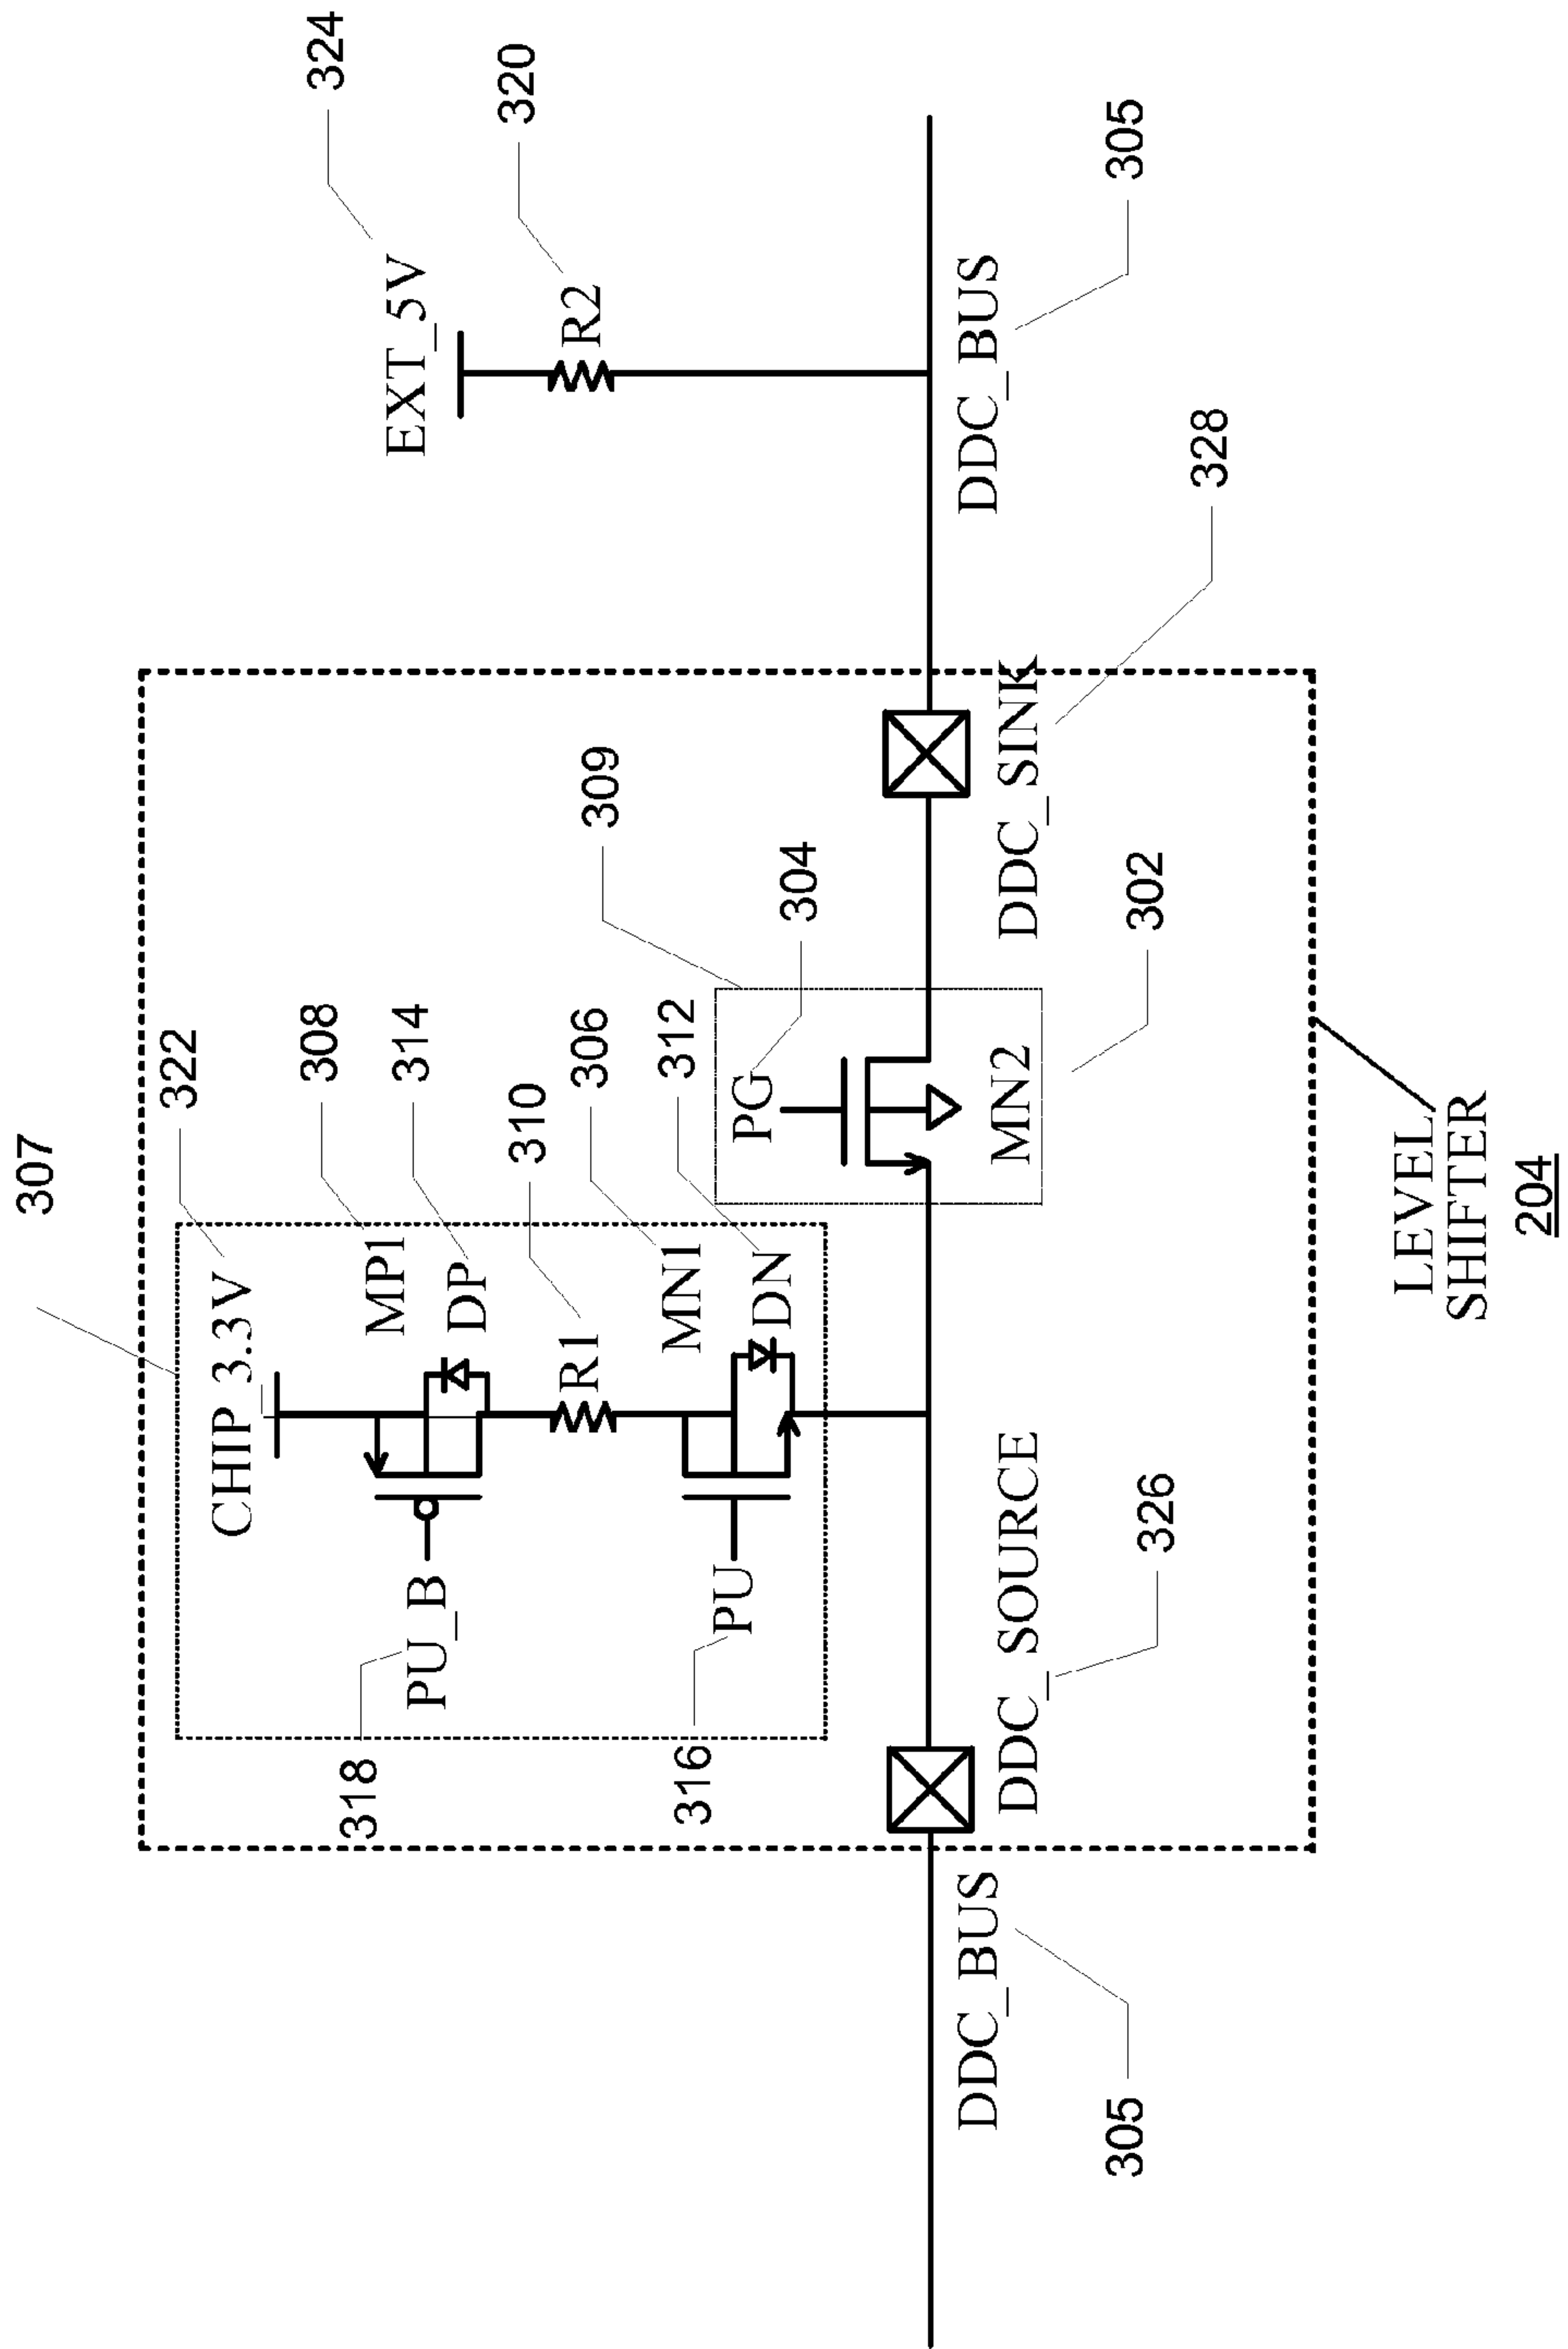 307
322
CHIP_3.3V
308
MP1
314
DP
318
PU_B
310
R1
306
MN1
316
PU
312
DN
309
304
PG
MN2
302
324
EXT_5V
320
R2
DDC_BUS
305
DDC_SOURCE
326
DDC_SINK
328
DDC_BUS
305
LEVEL
SHIFTER
204